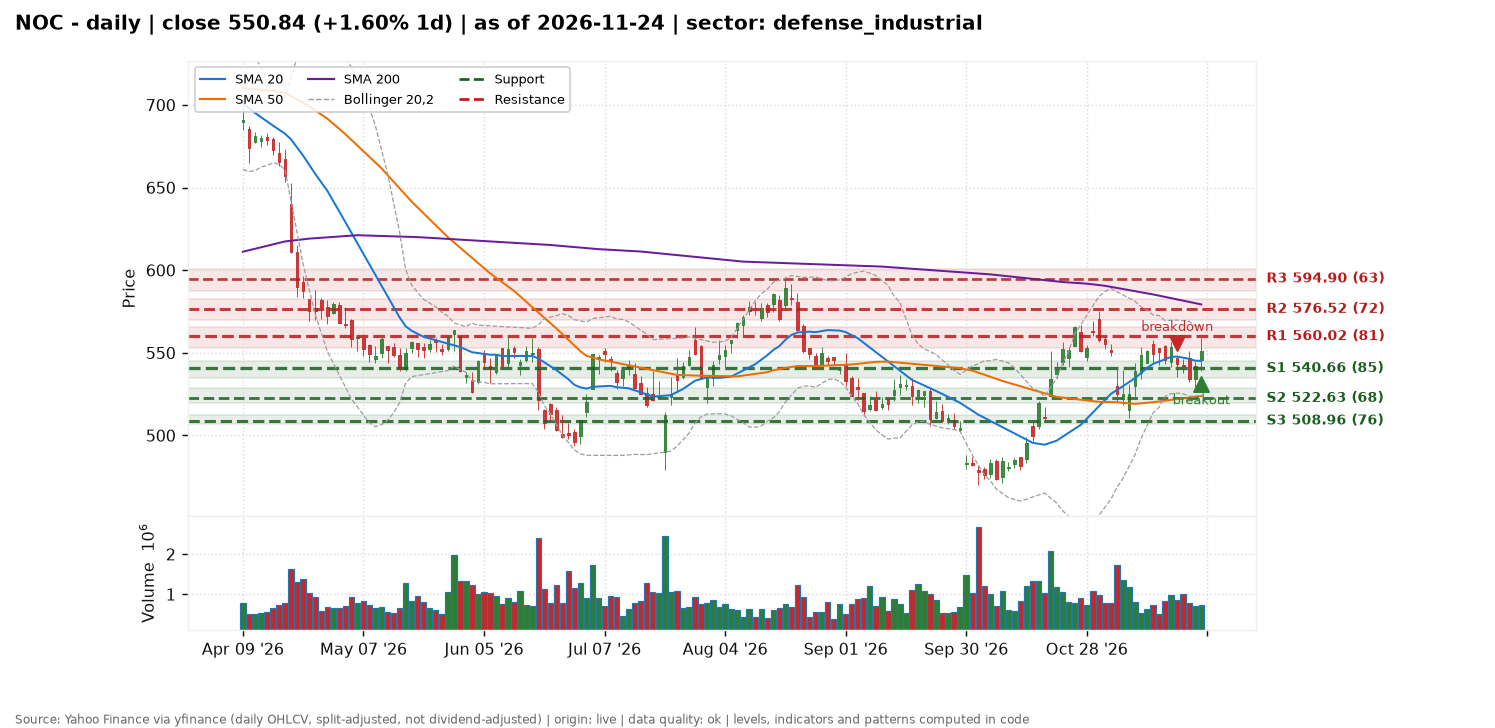 NOC - daily | close 550.84 (+1.60% 1d) | as of 2026-11-24 | sector: defense_industrial
SMA 20
SMA 50
SMA 200
Bollinger 20,2
Support
Resistance
Price
700
650
600
550
500
R3 594.90 (63)
R2 576.52 (72)
breakdown
R1 560.02 (81)
S1 540.66 (85)
S2 522.63 (68)
breakout
S3 508.96 (76)
Volume 10⁶
2
1
Apr 09 '26
May 07 '26
Jun 05 '26
Jul 07 '26
Aug 04 '26
Sep 01 '26
Sep 30 '26
Oct 28 '26
Source: Yahoo Finance via yfinance (daily OHLCV, split-adjusted, not dividend-adjusted) | origin: live | data quality: ok | levels, indicators and patterns computed in code